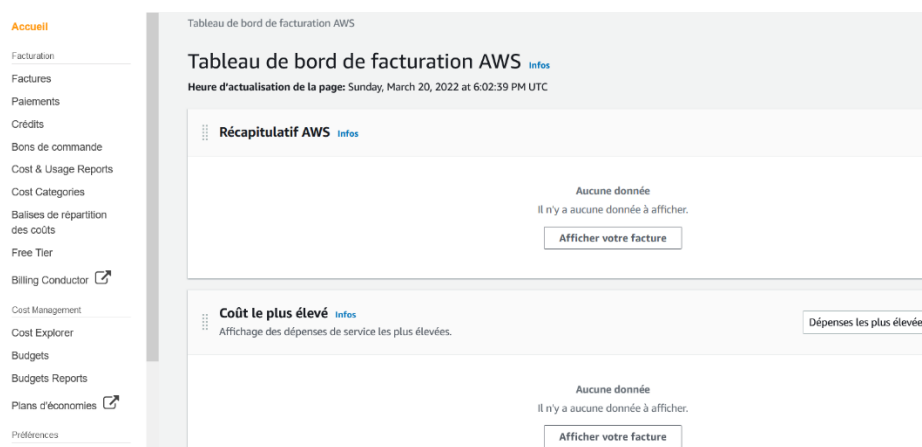 Accueil
Facturation
Factures
Paiements
Crédits
Bons de commande
Cost & Usage Reports
Cost Categories
Balises de répartition
des coûts
Free Tier
Billing Conductor
Cost Management
Cost Explorer
Budgets
Budgets Reports
Plans d'économies
Préférences
Tableau de bord de facturation AWS
Tableau de bord de facturation AWS Infos
Heure d'actualisation de la page: Sunday, March 20, 2022 at 6:02:39 PM UTC
Récapitulatif AWS Infos
Aucune donnée
Il n'y a aucune donnée à afficher.
Afficher votre facture
Coût le plus élevé Infos
Affichage des dépenses de service les plus élevées.
Dépenses les plus élevée
Aucune donnée
Il n'y a aucune donnée à afficher.
Afficher votre facture